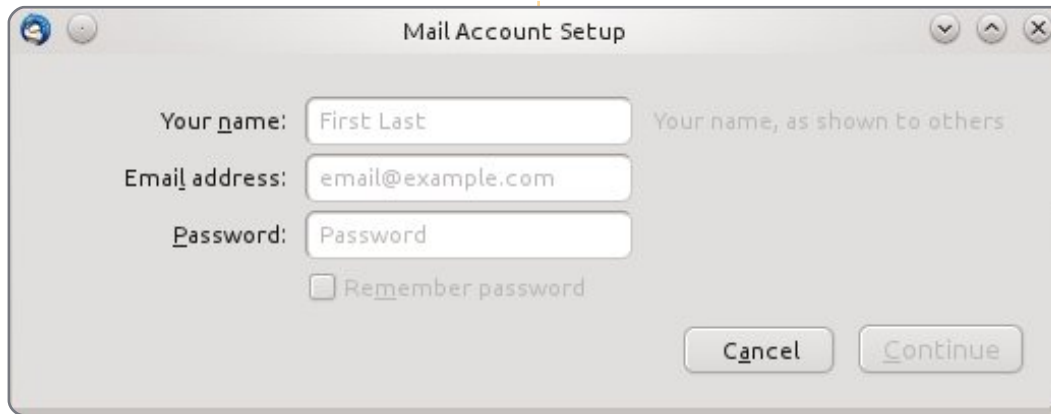 Mail Account Setup
Your name: First Last Your name, as shown to others
Email address: email@example.com
Password: Password
Remember password
Cancel Continue